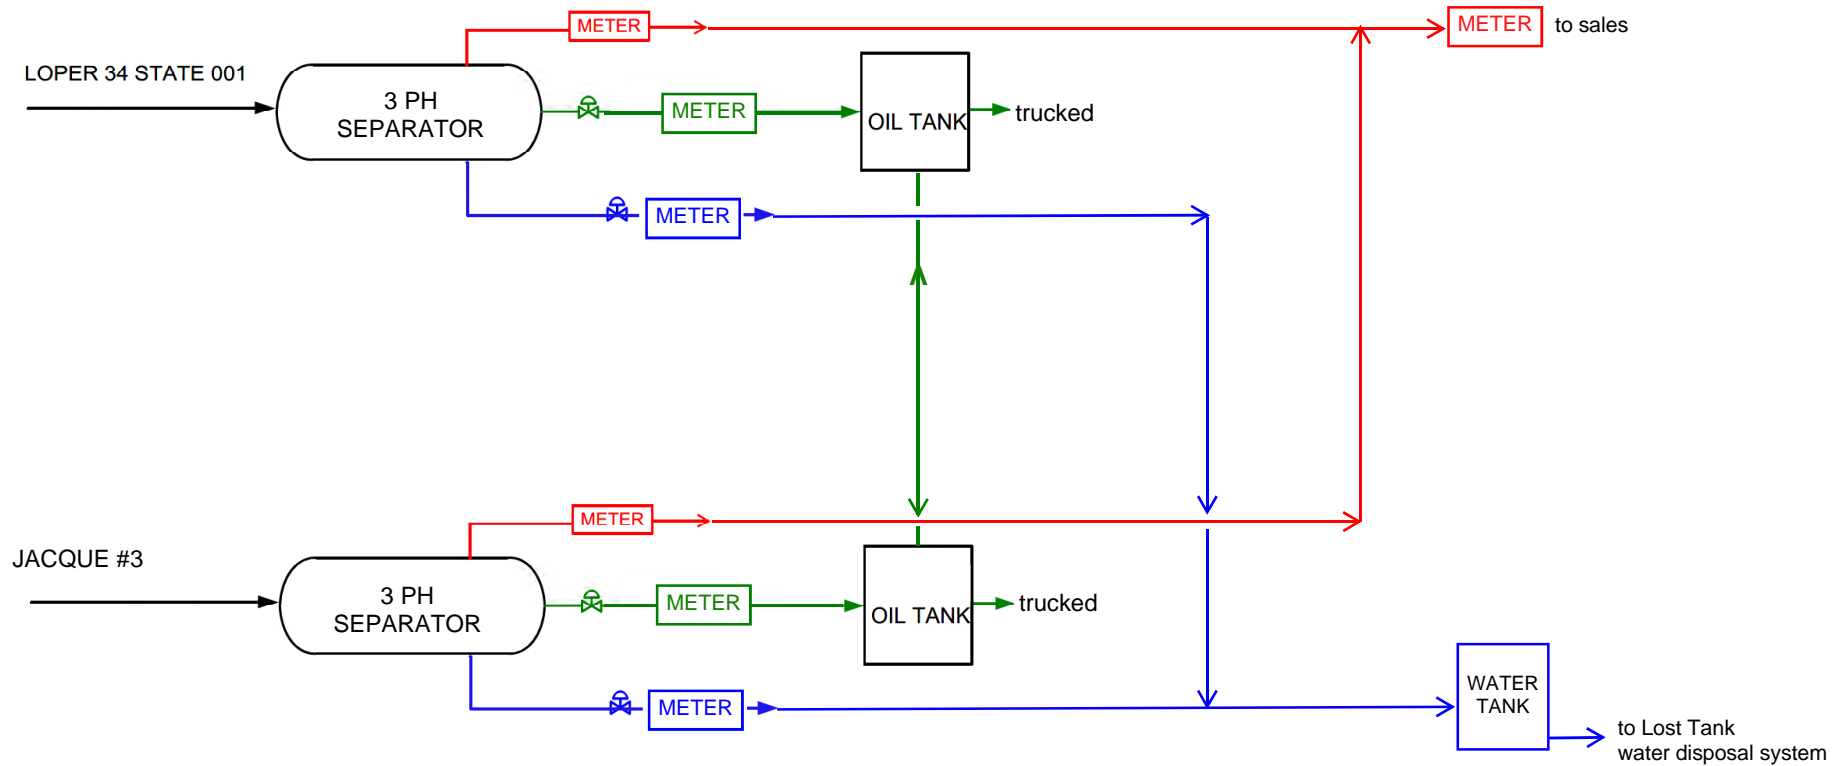 METER
METER
to sales
LOPER 34 STATE 001
3 PH
SEPARATOR
METER
OIL TANK
trucked
METER
METER
JACQUE #3
3 PH
SEPARATOR
METER
OIL TANK
trucked
METER
WATER
TANK
to Lost Tank
water disposal system